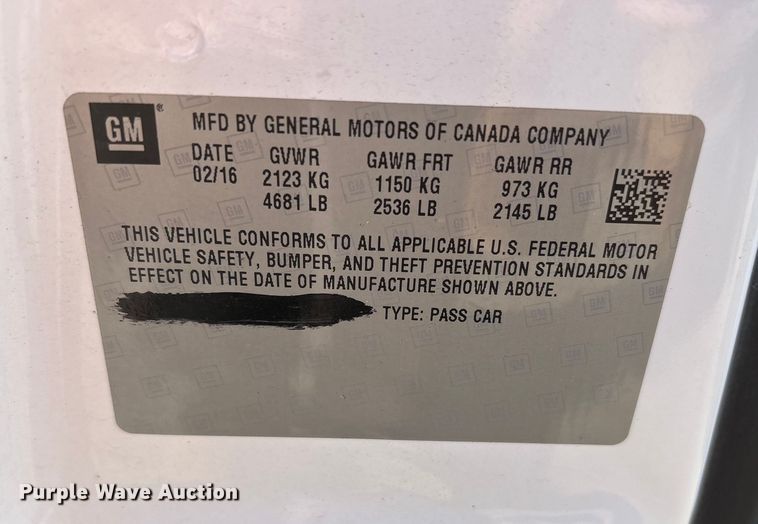 GM ®
MFD BY GENERAL MOTORS OF CANADA COMPANY
DATE GVWR GAWR FRT GAWR RR
02/16 2123 KG 1150 KG 973 KG
4681 LB 2536 LB 2145 LB
THIS VEHICLE CONFORMS TO ALL APPLICABLE U.S. FEDERAL MOTOR
VEHICLE SAFETY, BUMPER, AND THEFT PREVENTION STANDARDS IN
EFFECT ON THE DATE OF MANUFACTURE SHOWN ABOVE.
TYPE: PASS CAR
Purple Wave Auction